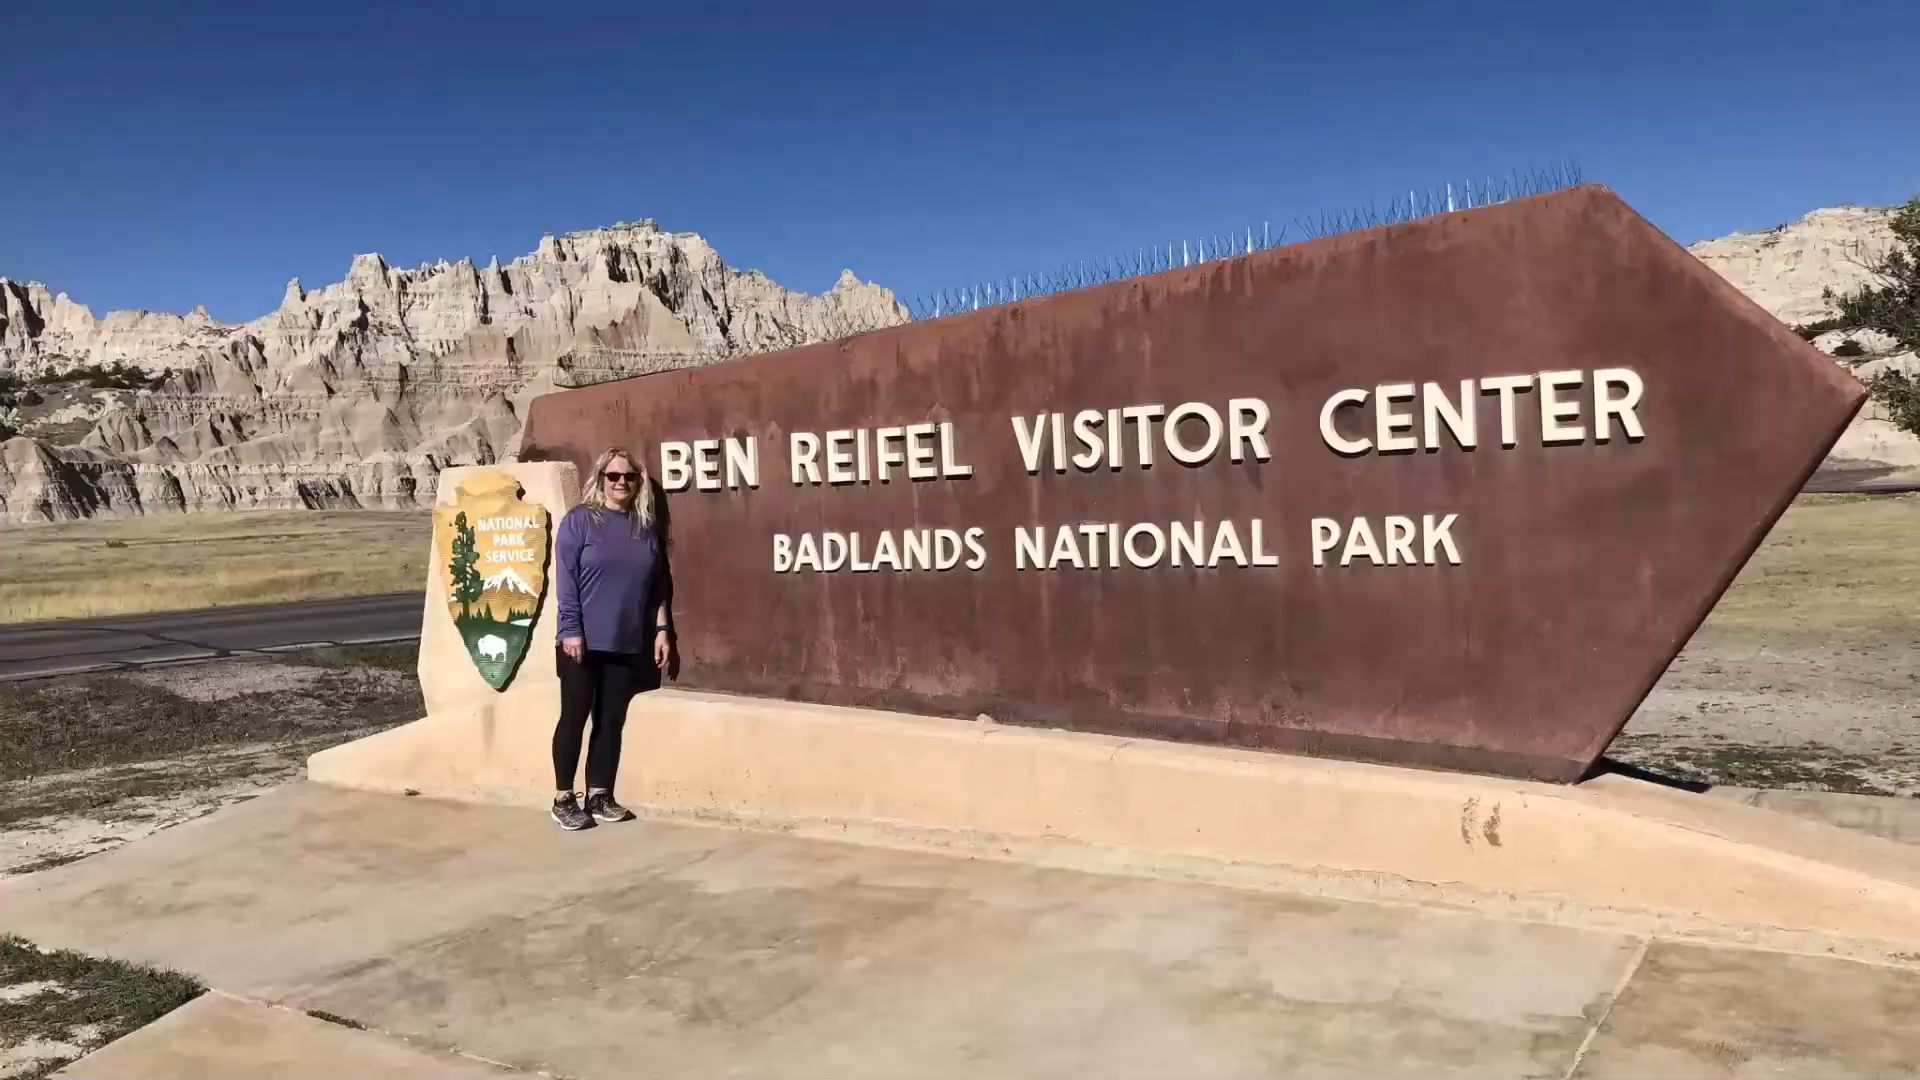 NATIONAL
PARK
SERVICE
BEN REIFEL VISITOR CENTER
BADLANDS NATIONAL PARK